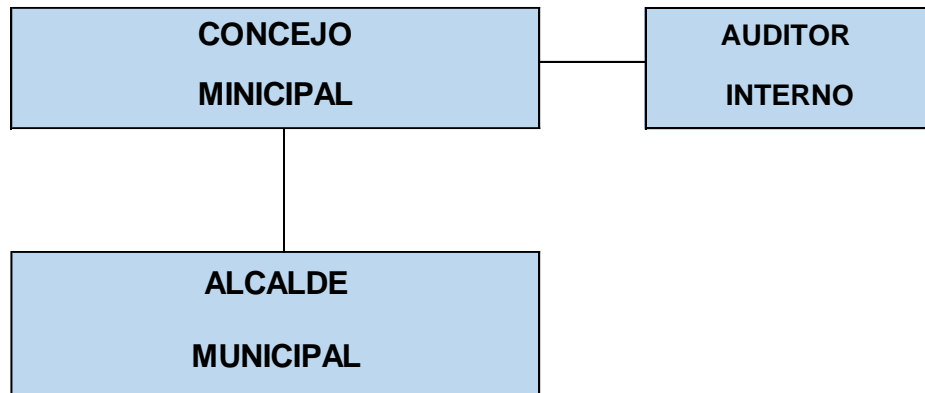 CONCEJO
MINICIPAL
AUDITOR
INTERNO
ALCALDE
MUNICIPAL